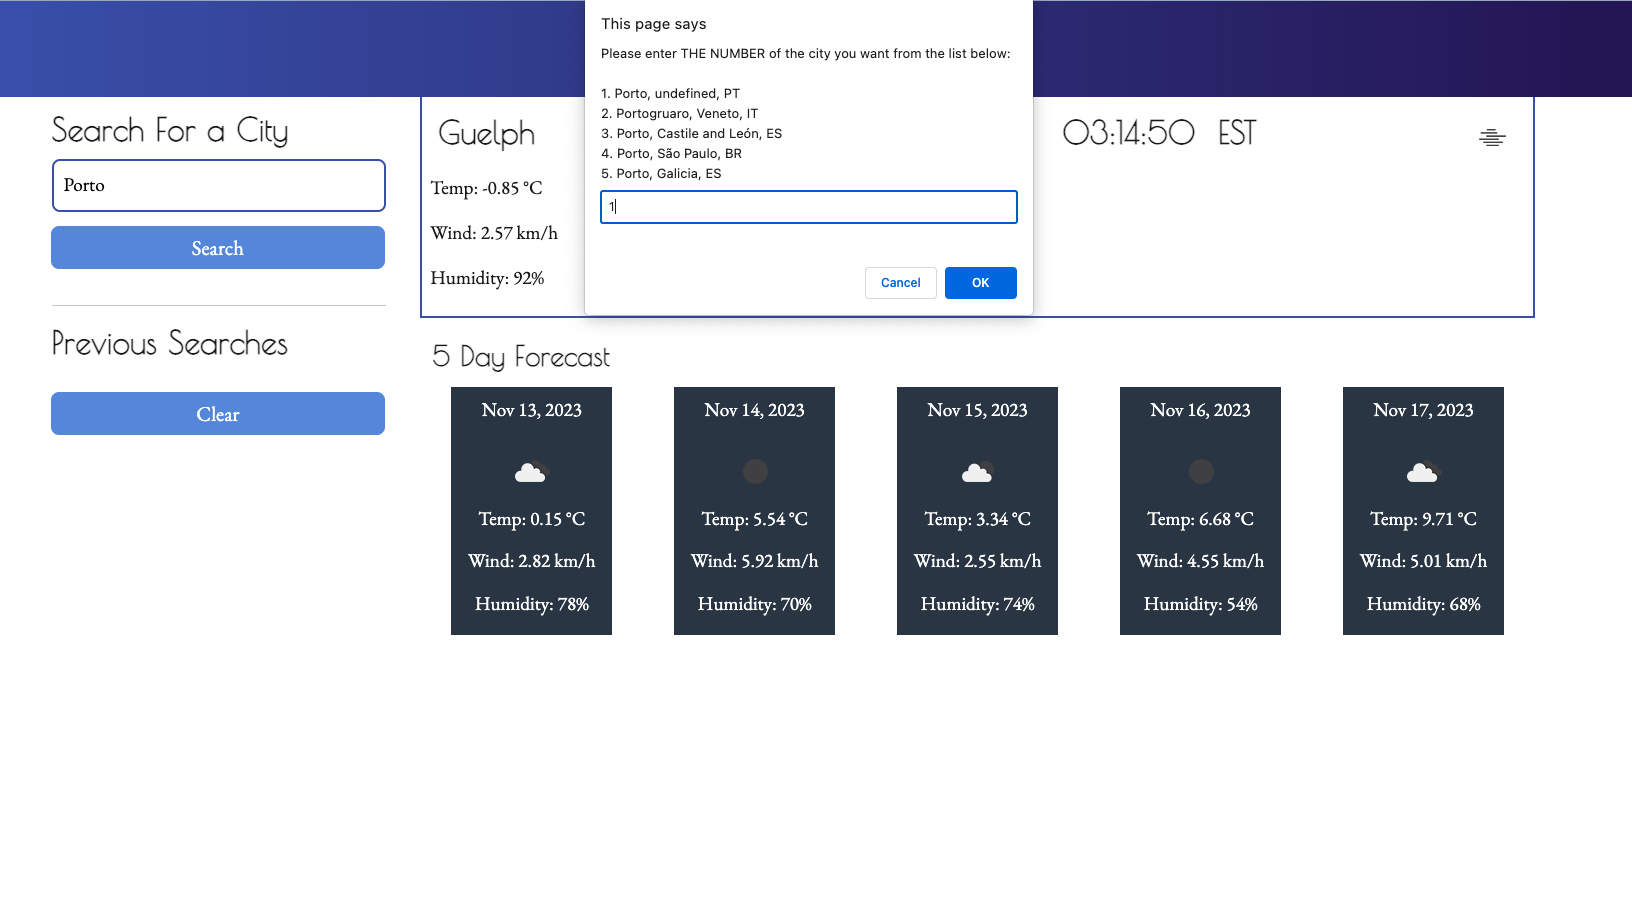 This page says
Please enter THE NUMBER of the city you want from the list below:
1. Porto, undefined, PT
2. Portogruaro, Veneto, IT
3. Porto, Castile and León, ES
4. Porto, São Paulo, BR
5. Porto, Galicia, ES
1
Cancel
OK
Search For a City
Porto
Search
Previous Searches
Clear
Guelph
03:14:50 EST
Temp: -0.85 °C
Wind: 2.57 km/h
Humidity: 92%
5 Day Forecast
Nov 13, 2023
Temp: 0.15 °C
Wind: 2.82 km/h
Humidity: 78%
Nov 14, 2023
Temp: 5.54 °C
Wind: 5.92 km/h
Humidity: 70%
Nov 15, 2023
Temp: 3.34 °C
Wind: 2.55 km/h
Humidity: 74%
Nov 16, 2023
Temp: 6.68 °C
Wind: 4.55 km/h
Humidity: 54%
Nov 17, 2023
Temp: 9.71 °C
Wind: 5.01 km/h
Humidity: 68%